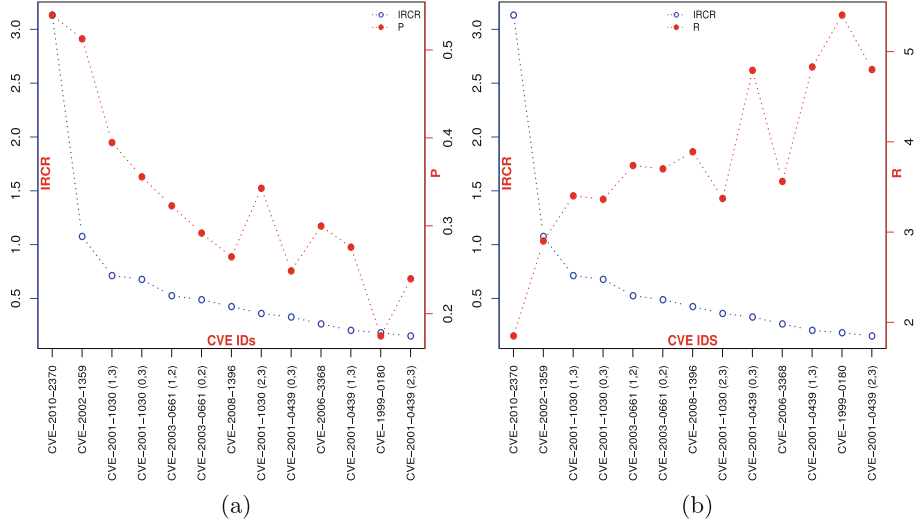 IRCR
P
3.0
2.5
2.0
1.5
1.0
0.5
IRCR
0.5
0.4
0.3
0.2
P
CVE IDs
CVE−2010−2370
CVE−2002−1359
CVE−2001−1030 (1,3)
CVE−2001−1030 (0,3)
CVE−2003−0661 (1,2)
CVE−2003−0661 (0,2)
CVE−2008−1396
CVE−2001−1030 (2,3)
CVE−2001−0439 (0,3)
CVE−2006−3368
CVE−2001−0439 (1,3)
CVE−1999−0180
CVE−2001−0439 (2,3)
(a)
IRCR
R
3.0
2.5
2.0
1.5
1.0
0.5
IRCR
5
4
3
2
R
CVE IDS
CVE−2010−2370
CVE−2002−1359
CVE−2001−1030 (1,3)
CVE−2001−1030 (0,3)
CVE−2003−0661 (1,2)
CVE−2003−0661 (0,2)
CVE−2008−1396
CVE−2001−1030 (2,3)
CVE−2001−0439 (0,3)
CVE−2006−3368
CVE−2001−0439 (1,3)
CVE−1999−0180
CVE−2001−0439 (2,3)
(b)